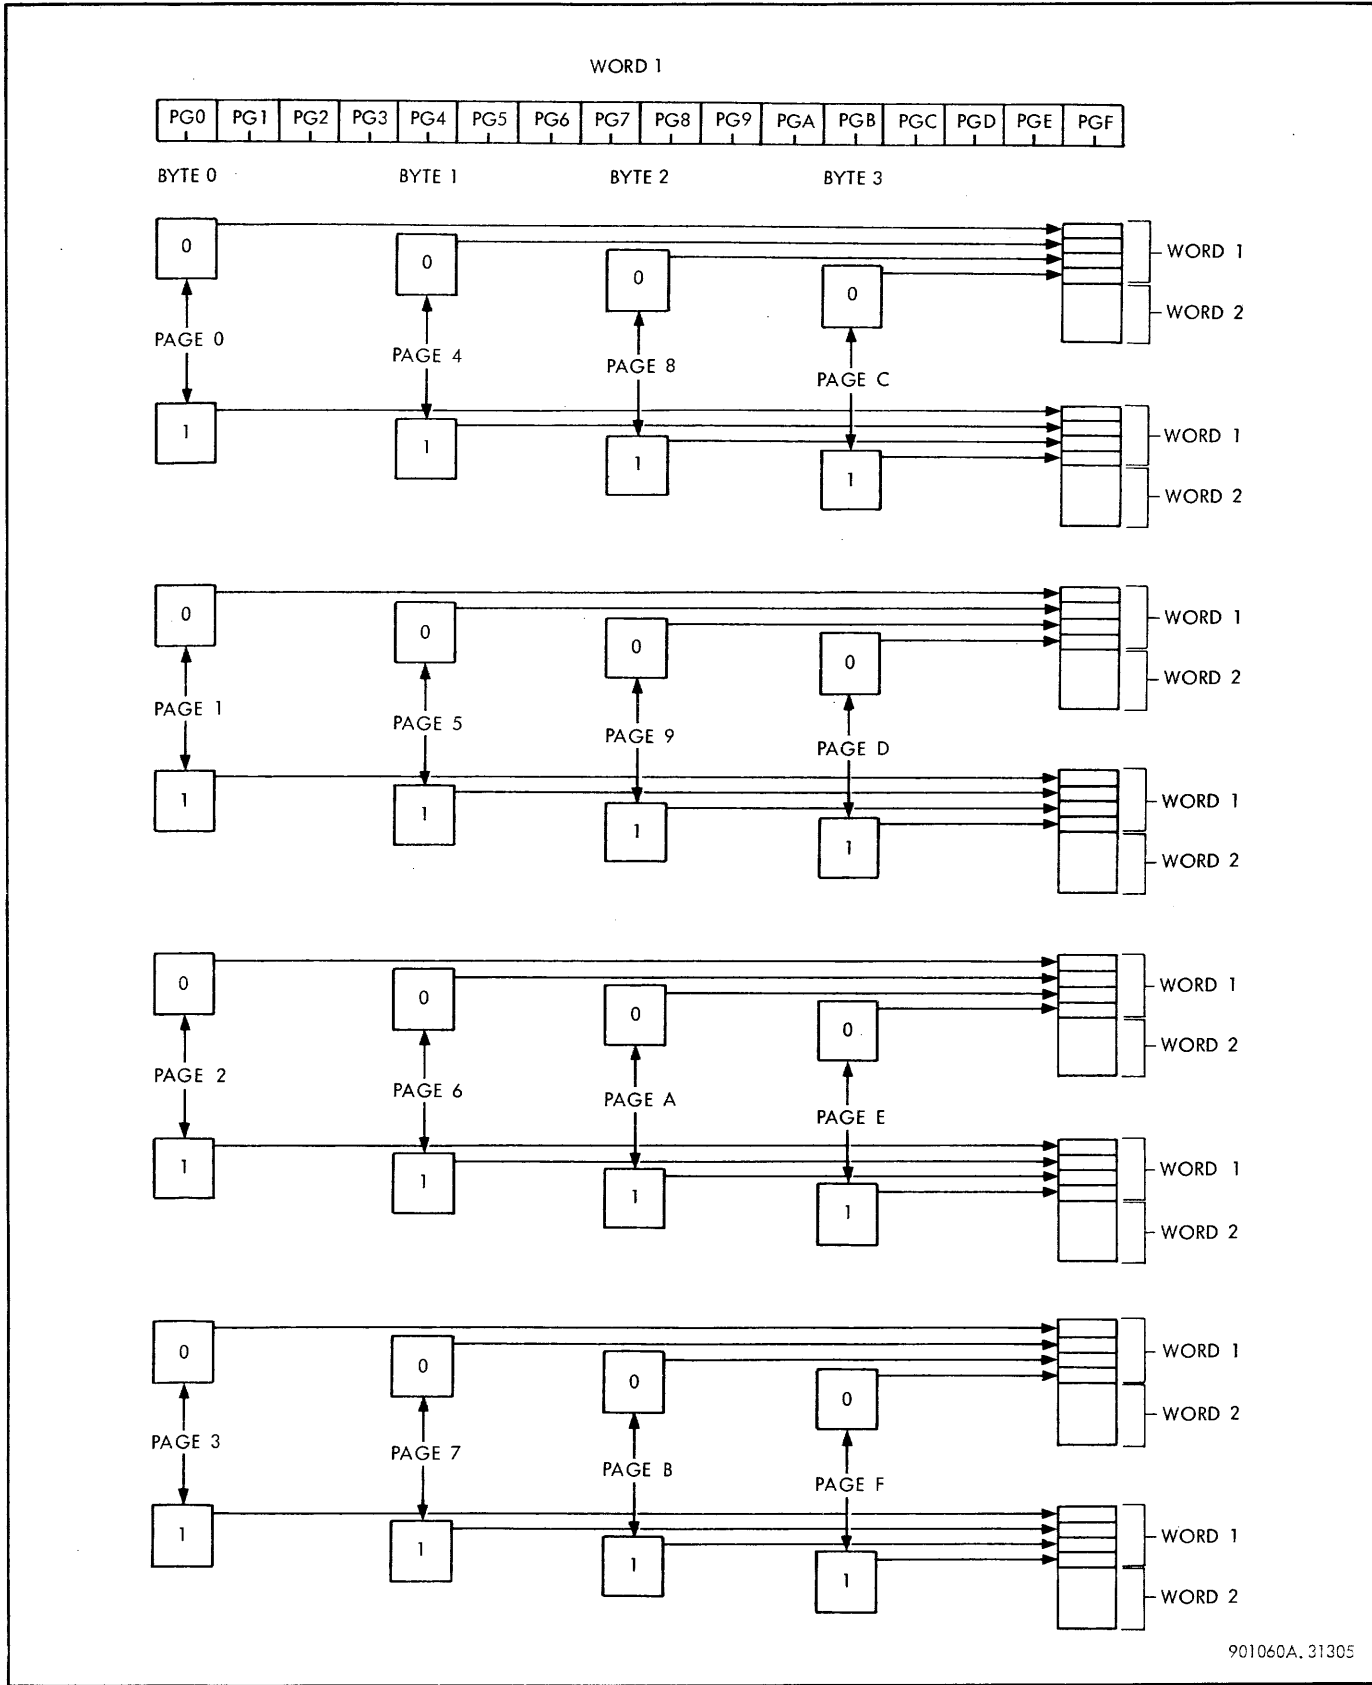 WORD 1
PG0 PG1 PG2 PG3 PG4 PG5 PG6 PG7 PG8 PG9 PGA PGB PGC PGD PGE PGF
BYTE 0 BYTE 1 BYTE 2 BYTE 3
0 0 0 0 WORD 1
WORD 2
PAGE 0 PAGE 4 PAGE 8 PAGE C
1 1 1 1 WORD 1
WORD 2
0 0 0 0 WORD 1
WORD 2
PAGE 1 PAGE 5 PAGE 9 PAGE D
1 1 1 1 WORD 1
WORD 2
0 0 0 0 WORD 1
WORD 2
PAGE 2 PAGE 6 PAGE A PAGE E
1 1 1 1 WORD 1
WORD 2
0 0 0 0 WORD 1
WORD 2
PAGE 3 PAGE 7 PAGE B PAGE F
1 1 1 1 WORD 1
WORD 2
901060A.31305